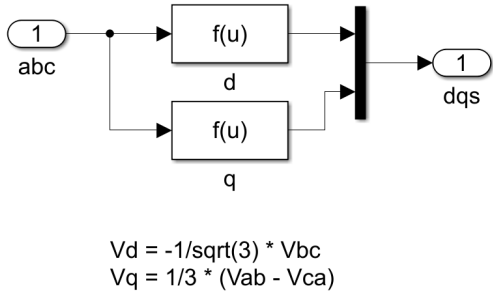 1
abc
f(u)
d
f(u)
q
1
dqs
Vd = -1/sqrt(3) * Vbc
Vq = 1/3 * (Vab - Vca)